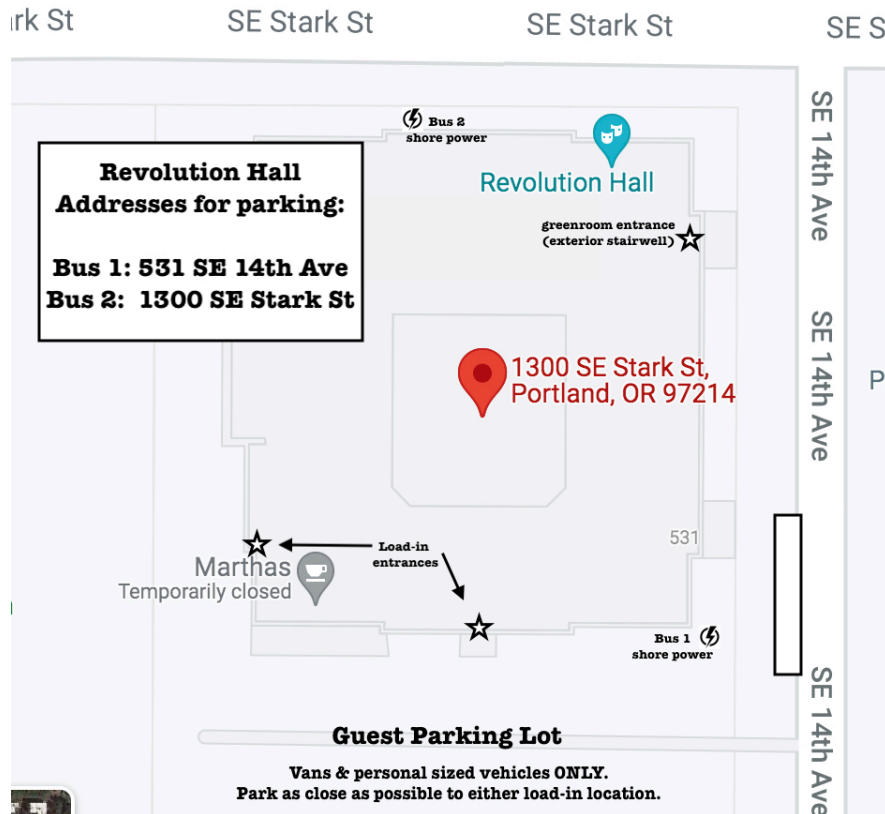 rk St
SE Stark St
SE Stark St
SE S
SE 14th Ave
Bus 2
shore power
Revolution Hall
Addresses for parking:
Bus 1: 531 SE 14th Ave
Bus 2: 1300 SE Stark St
Revolution Hall
greenroom entrance
(exterior stairwell)
SE 14th Ave
1300 SE Stark St,
Portland, OR 97214
P
531
Load-in
entrances
Marthas
Temporarily closed
Bus 1
shore power
SE 14th Ave
Guest Parking Lot
Vans & personal sized vehicles ONLY.
Park as close as possible to either load-in location.